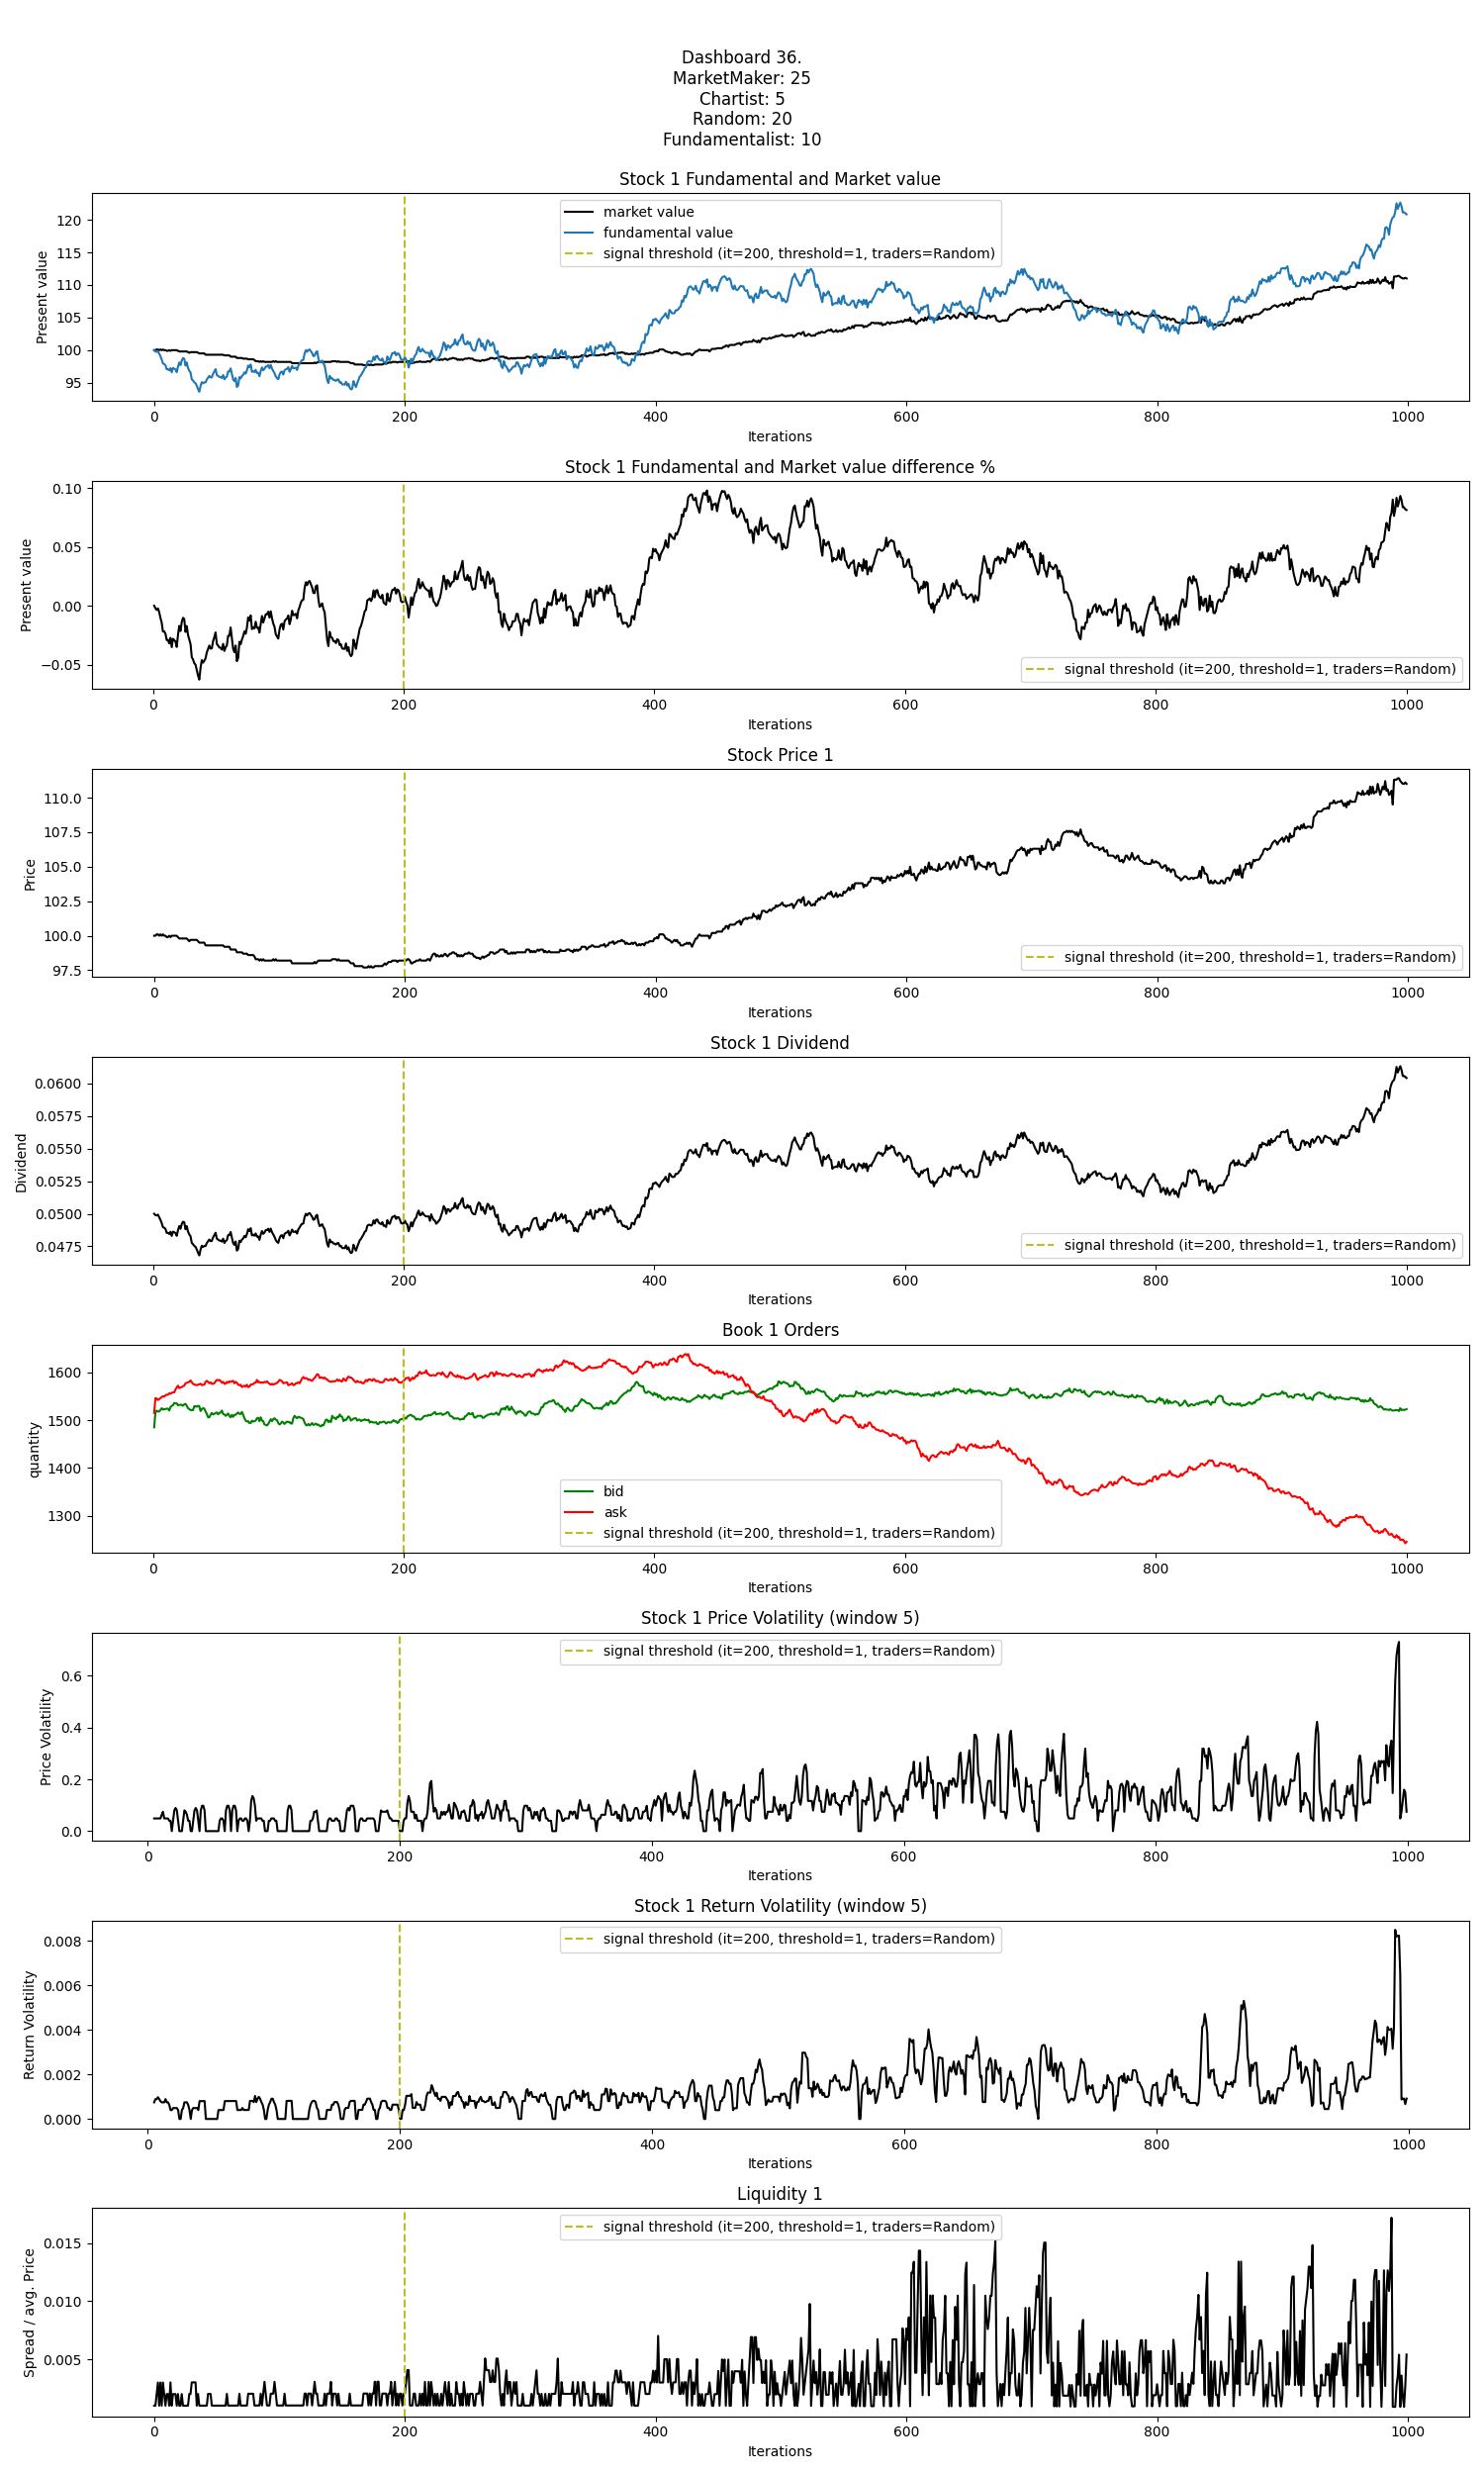 Dashboard 36.
MarketMaker: 25
Chartist: 5
Random: 20
Fundamentalist: 10
Stock 1 Fundamental and Market value
market value
fundamental value
signal threshold (it=200, threshold=1, traders=Random)
Present value
120
115
110
105
100
95
0 200 400 600 800 1000
Iterations
Stock 1 Fundamental and Market value difference %
Present value
0.10
0.05
0.00
−0.05
signal threshold (it=200, threshold=1, traders=Random)
0 200 400 600 800 1000
Iterations
Stock Price 1
Price
110.0
107.5
105.0
102.5
100.0
97.5
signal threshold (it=200, threshold=1, traders=Random)
0 200 400 600 800 1000
Iterations
Stock 1 Dividend
Dividend
0.0600
0.0575
0.0550
0.0525
0.0500
0.0475
signal threshold (it=200, threshold=1, traders=Random)
0 200 400 600 800 1000
Iterations
Book 1 Orders
quantity
1600
1500
1400
1300
bid
ask
signal threshold (it=200, threshold=1, traders=Random)
0 200 400 600 800 1000
Iterations
Stock 1 Price Volatility (window 5)
signal threshold (it=200, threshold=1, traders=Random)
Price Volatility
0.6
0.4
0.2
0.0
0 200 400 600 800 1000
Iterations
Stock 1 Return Volatility (window 5)
signal threshold (it=200, threshold=1, traders=Random)
Return Volatility
0.008
0.006
0.004
0.002
0.000
0 200 400 600 800 1000
Iterations
Liquidity 1
signal threshold (it=200, threshold=1, traders=Random)
Spread / avg. Price
0.015
0.010
0.005
0 200 400 600 800 1000
Iterations